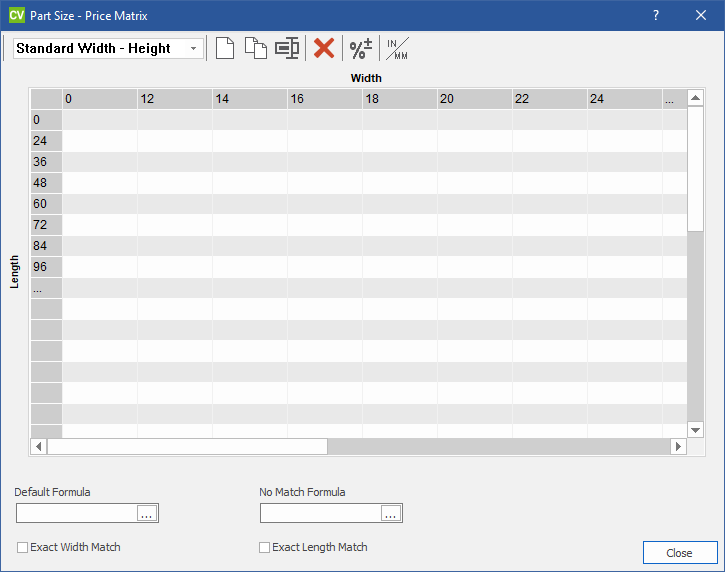 CV Part Size - Price Matrix ?
Standard Width - Height %± IN/MM
Width
0 12 14 16 18 20 22 24 ...
0
24
36
48
60
72
84
96
...
Length
Default Formula No Match Formula
... ...
Exact Width Match Exact Length Match
Close